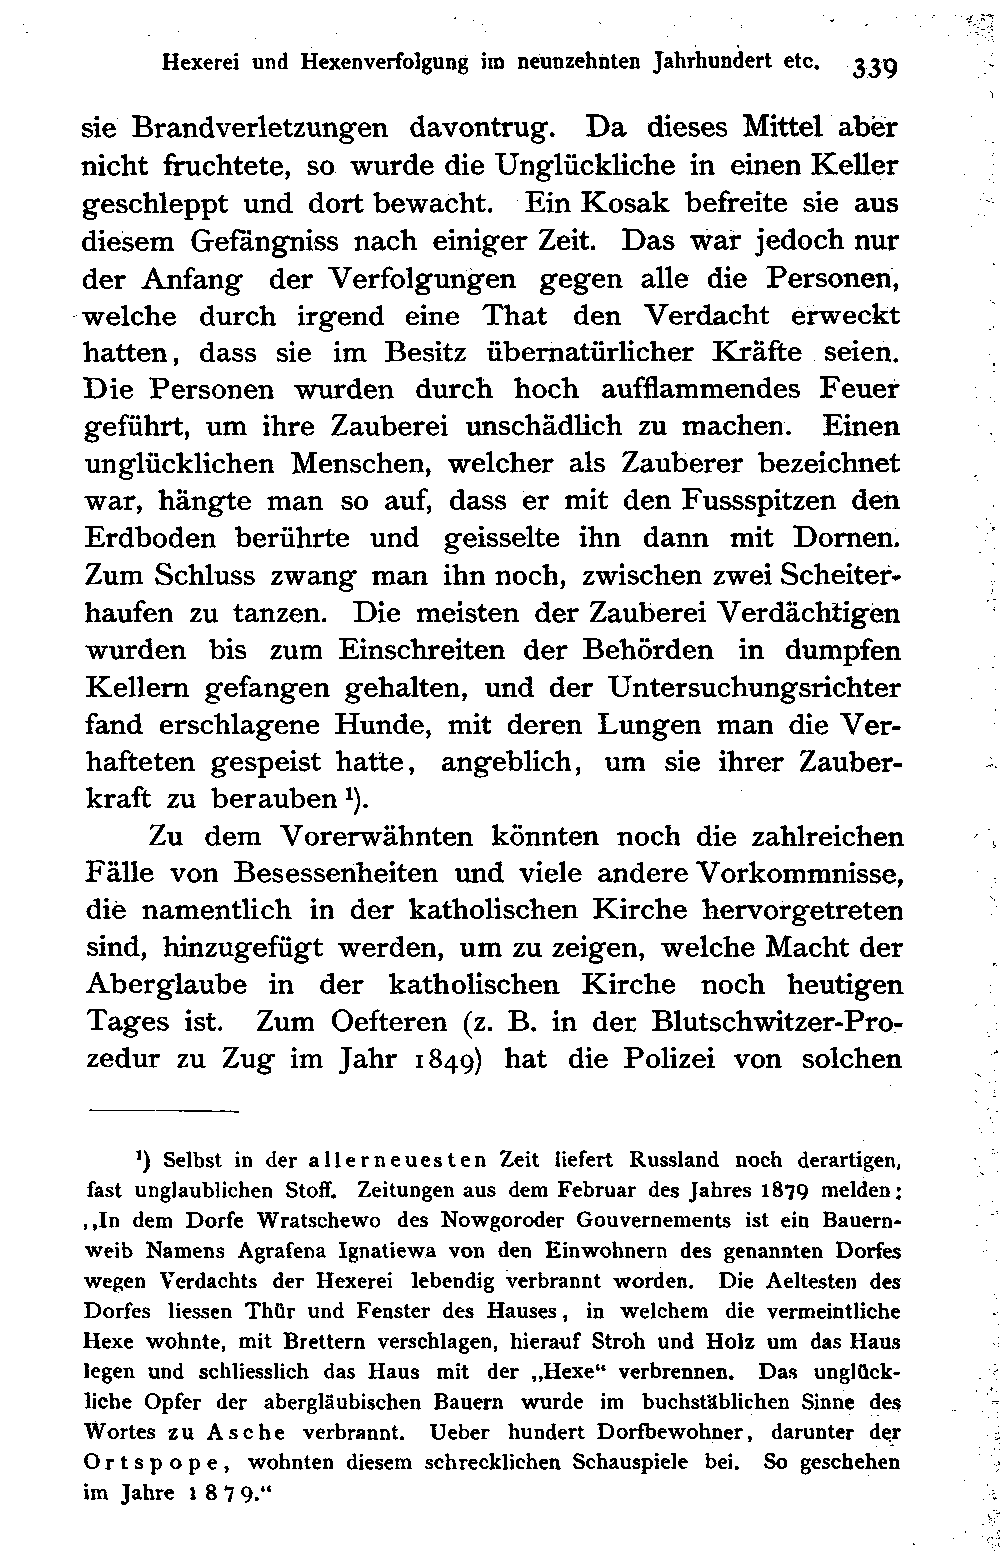 Hexerei und Hexenverfolgung im neunzehnten Jahrhundert etc. 339
sie Brandverletzungen davontrug. Da dieses Mittel aber
nicht fruchtete, so wurde die Unglückliche in einen Keller
geschleppt und dort bewacht. Ein Kosak befreite sie aus
diesem Gefängniss nach einiger Zeit. Das war jedoch nur
der Anfang der Verfolgungen gegen alle die Personen,
welche durch irgend eine That den Verdacht erweckt
hatten, dass sie im Besitz übernatürlicher Kräfte seien.
Die Personen wurden durch hoch aufflammendes Feuer
geführt, um ihre Zauberei unschädlich zu machen. Einen
unglücklichen Menschen, welcher als Zauberer bezeichnet
war, hängte man so auf, dass er mit den Fussspitzen den
Erdboden berührte und geisselte ihn dann mit Dornen.
Zum Schluss zwang man ihn noch, zwischen zwei Scheiter-
haufen zu tanzen. Die meisten der Zauberei Verdächtigen
wurden bis zum Einschreiten der Behörden in dumpfen
Kellern gefangen gehalten, und der Untersuchungsrichter
fand erschlagene Hunde, mit deren Lungen man die Ver-
hafteten gespeist hatte, angeblich, um sie ihrer Zauber-
kraft zu berauben ¹).
Zu dem Vorerwähnten könnten noch die zahlreichen
Fälle von Besessenheiten und viele andere Vorkommnisse,
die namentlich in der katholischen Kirche hervorgetreten
sind, hinzugefügt werden, um zu zeigen, welche Macht der
Aberglaube in der katholischen Kirche noch heutigen
Tages ist. Zum Oefteren (z. B. in der Blutschwitzer-Pro-
zedur zu Zug im Jahr 1849) hat die Polizei von solchen
¹) Selbst in der allerneuesten Zeit liefert Russland noch derartigen,
fast unglaublichen Stoff. Zeitungen aus dem Februar des Jahres 1879 melden:
„In dem Dorfe Wratschewo des Nowgoroder Gouvernements ist ein Bauern-
weib Namens Agrafena Ignatiewa von den Einwohnern des genannten Dorfes
wegen Verdachts der Hexerei lebendig verbrannt worden. Die Aeltesten des
Dorfes liessen Thür und Fenster des Hauses, in welchem die vermeintliche
Hexe wohnte, mit Brettern verschlagen, hierauf Stroh und Holz um das Haus
legen und schliesslich das Haus mit der „Hexe“ verbrennen. Das unglück-
liche Opfer der abergläubischen Bauern wurde im buchstäblichen Sinne des
Wortes zu Asche verbrannt. Ueber hundert Dorfbewohner, darunter der
Ortspope, wohnten diesem schrecklichen Schauspiele bei. So geschehen
im Jahre 1879.“